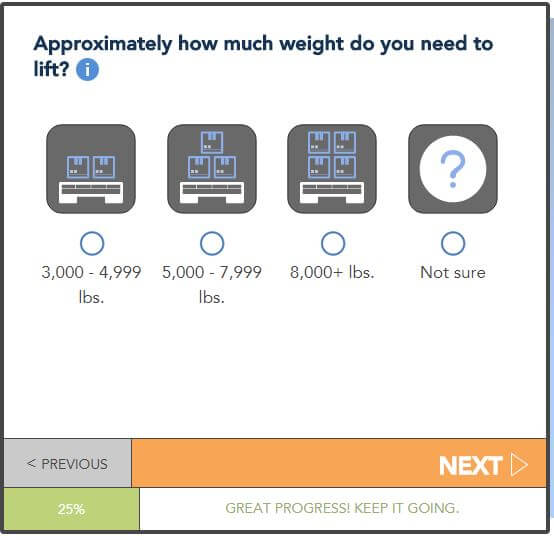 Approximately how much weight do you need to
lift? i
?
3,000 - 4,999
lbs.
5,000 - 7,999
lbs.
8,000+ lbs.
Not sure
< PREVIOUS
NEXT
25%
GREAT PROGRESS! KEEP IT GOING.